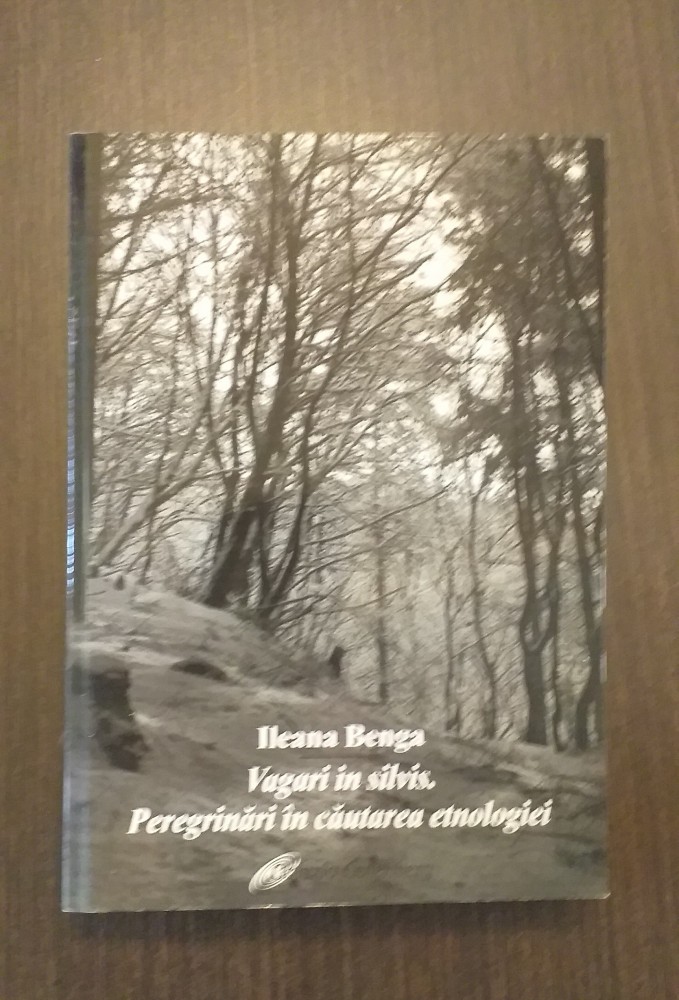 Ileana Benga
Vagari in silvis.
Peregrinări în căutarea etnologiei